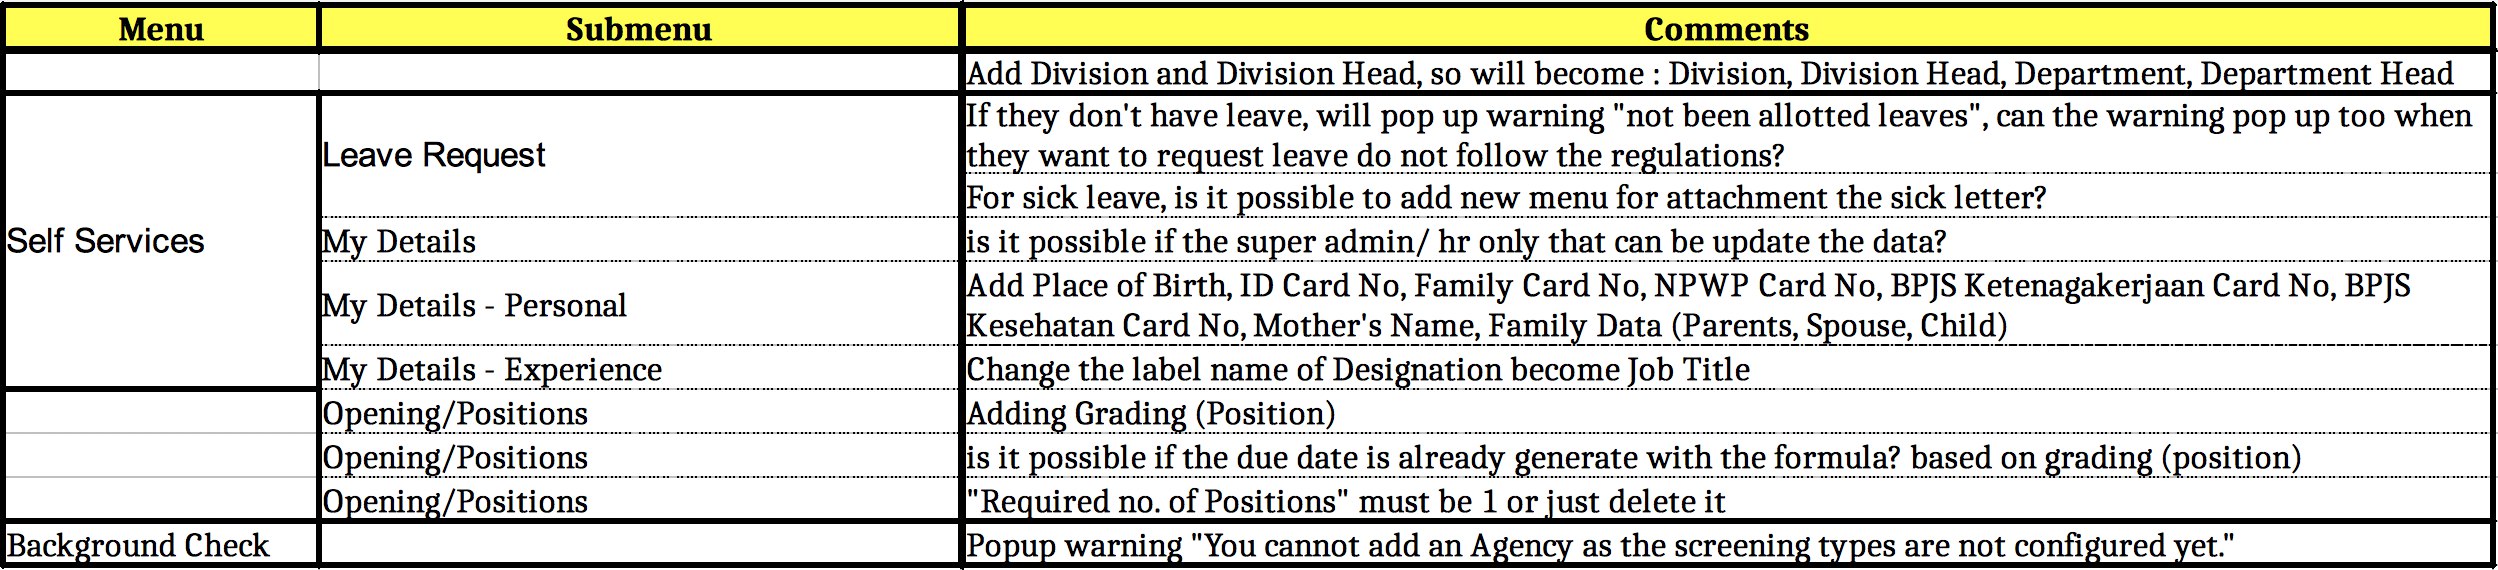 Menu Submenu Comments
Add Division and Division Head, so will become : Division, Division Head, Department, Department Head
Self Services
Leave Request
If they don't have leave, will pop up warning "not been allotted leaves", can the warning pop up too when
they want to request leave do not follow the regulations?
For sick leave, is it possible to add new menu for attachment the sick letter?
My Details is it possible if the super admin/ hr only that can be update the data?
My Details - Personal
Add Place of Birth, ID Card No, Family Card No, NPWP Card No, BPJS Ketenagakerjaan Card No, BPJS
Kesehatan Card No, Mother's Name, Family Data (Parents, Spouse, Child)
My Details - Experience Change the label name of Designation become Job Title
Opening/Positions Adding Grading (Position)
Opening/Positions is it possible if the due date is already generate with the formula? based on grading (position)
Opening/Positions "Required no. of Positions" must be 1 or just delete it
Background Check Popup warning "You cannot add an Agency as the screening types are not configured yet."